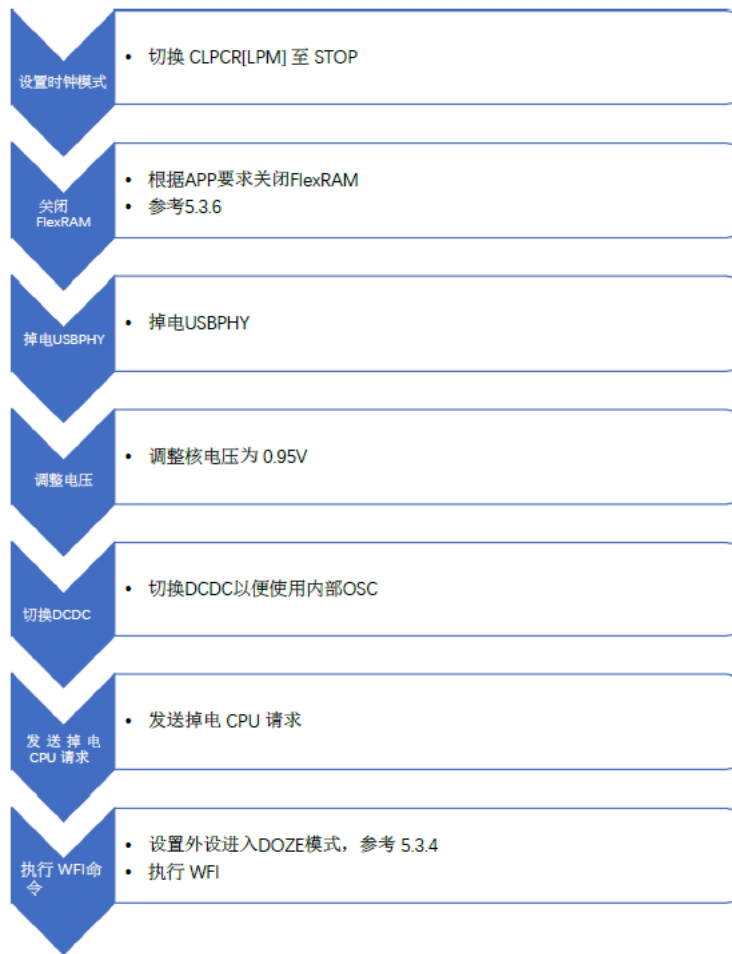 设置时钟模式
• 切换 CLPCR[LPM] 至 STOP
关闭
FlexRAM
• 根据APP要求关闭FlexRAM
• 参考5.3.6
掉电USBPHY
• 掉电USBPHY
调整电压
• 调整核电压为 0.95V
切换DCDC
• 切换DCDC以便使用内部OSC
发送掉电
CPU 请求
• 发送掉电 CPU 请求
执行 WFI命
令
• 设置外设进入DOZE模式，参考 5.3.4
• 执行 WFI